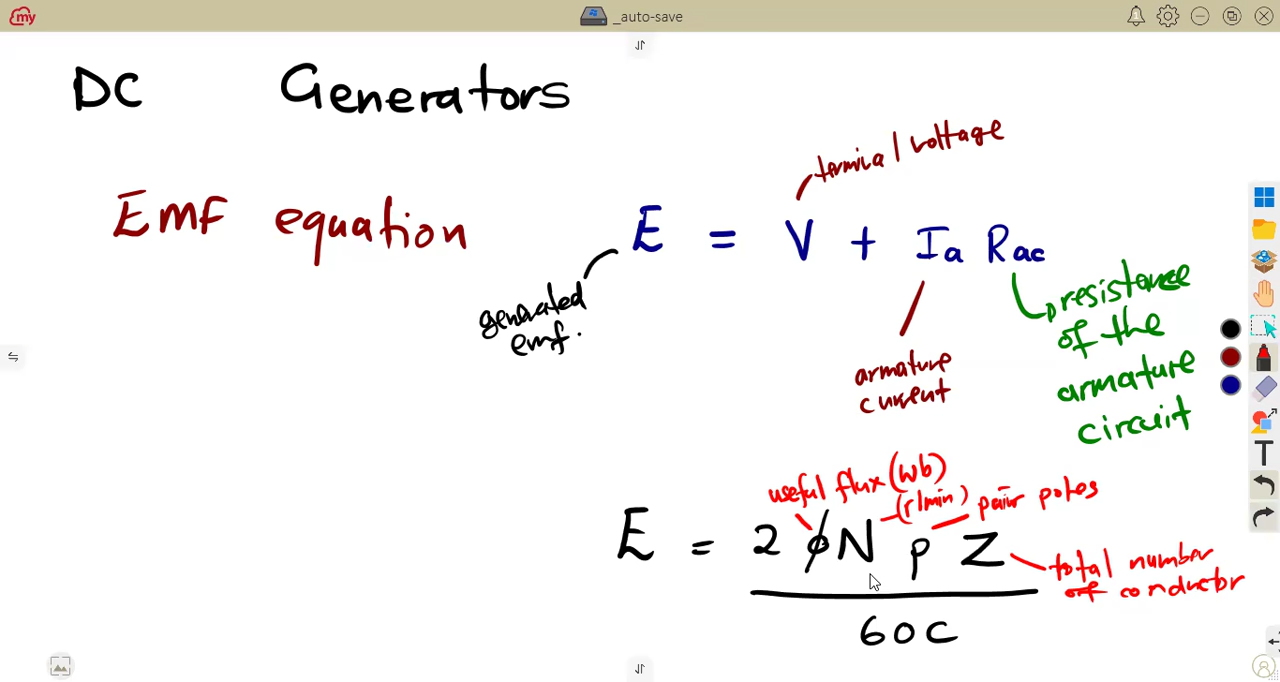 my
_auto-save
DC Generators
Emf equation
E = V + Ia Rac
terminal voltage
generated
emf.
armature
current
resistance
of the
armature
circuit
useful flux (wb)
(r/min)
pair poles
E = 2 ϕ N p Z
60c
total number
of conductor
T